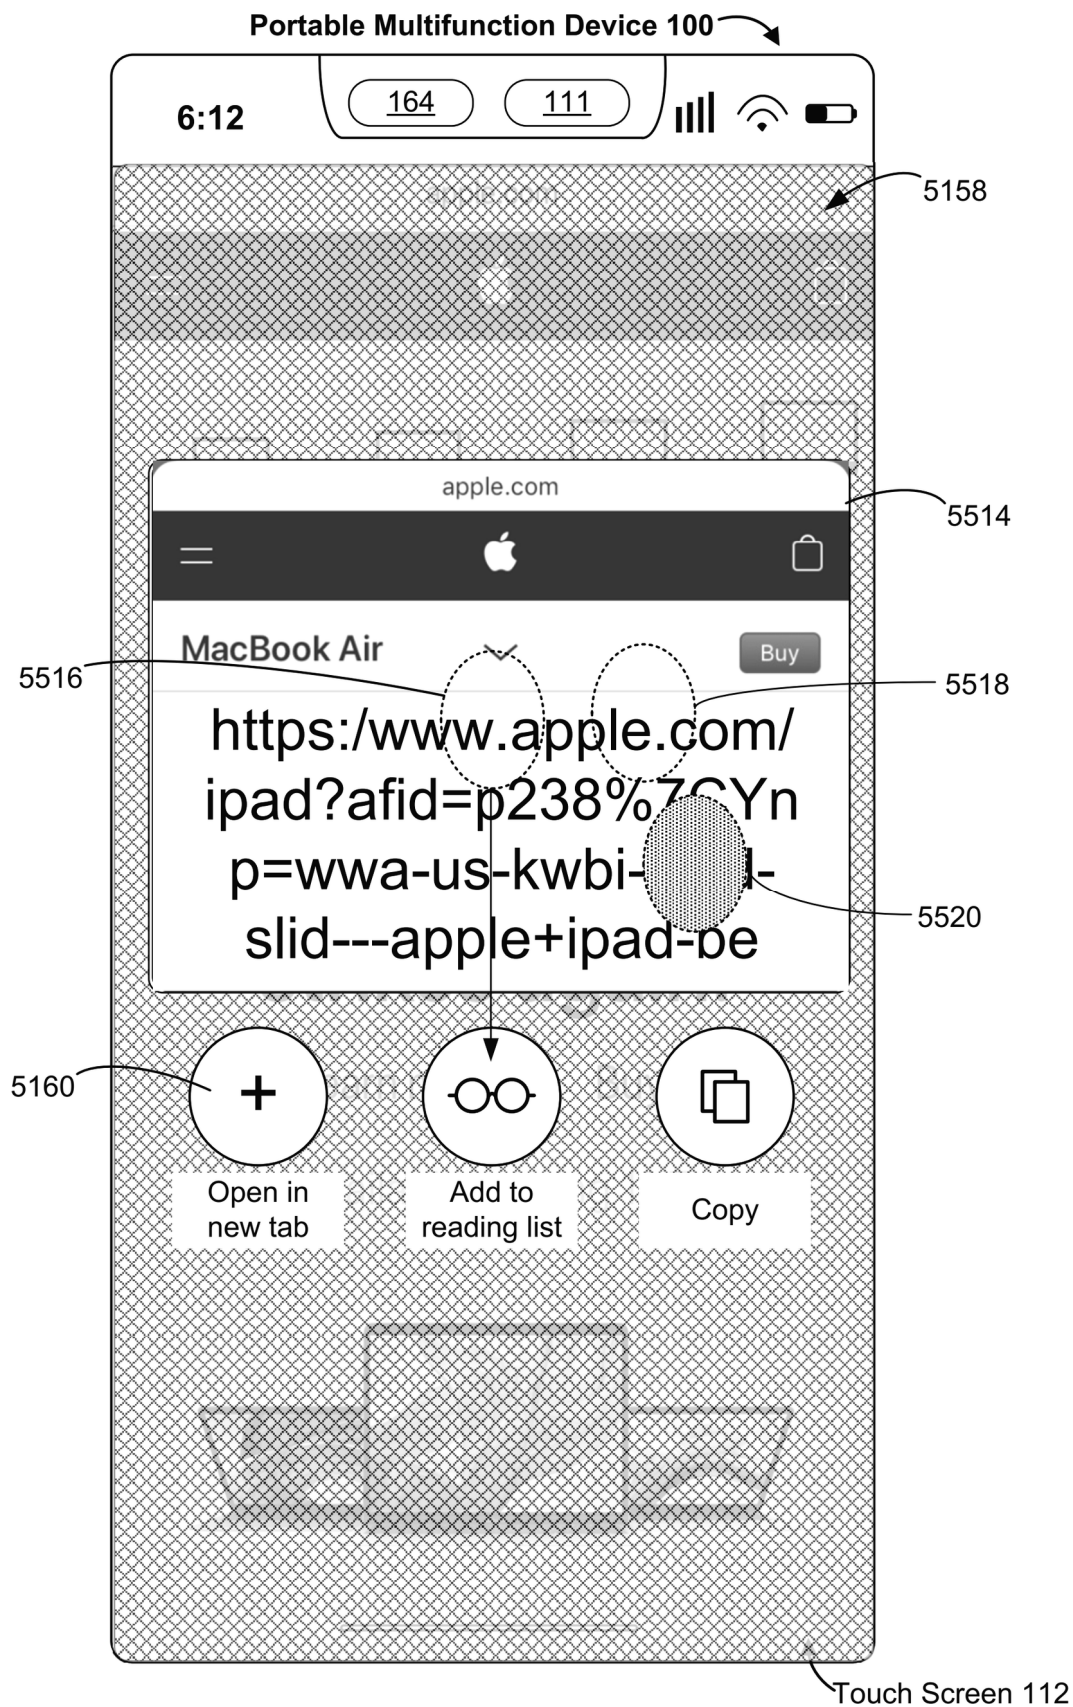 Portable Multifunction Device 100
6:12
164
111
apple.com
5158
apple.com
5514
MacBook Air
Buy
5516
5518
https:/www.apple.com/
ipad?afid=p238%7CYn
p=wwa-us-kwbi-
slid---apple+ipad-be
5520
5160
Open in
new tab
Add to
reading list
Copy
Touch Screen 112